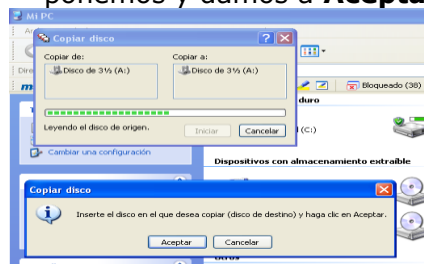 ponemos y damos a Acepta
Mi PC
Copiar disco
Copiar de:
Copiar a:
Disco de 3½ (A:)
Disco de 3½ (A:)
Bloqueado (38)
duro
Leyendo el disco de origen.
Iniciar
Cancelar
(C:)
Cambiar una configuración
Dispositivos con almacenamiento extraíble
Copiar disco
Inserte el disco en el que desea copiar (disco de destino) y haga clic en Aceptar.
Aceptar
Cancelar